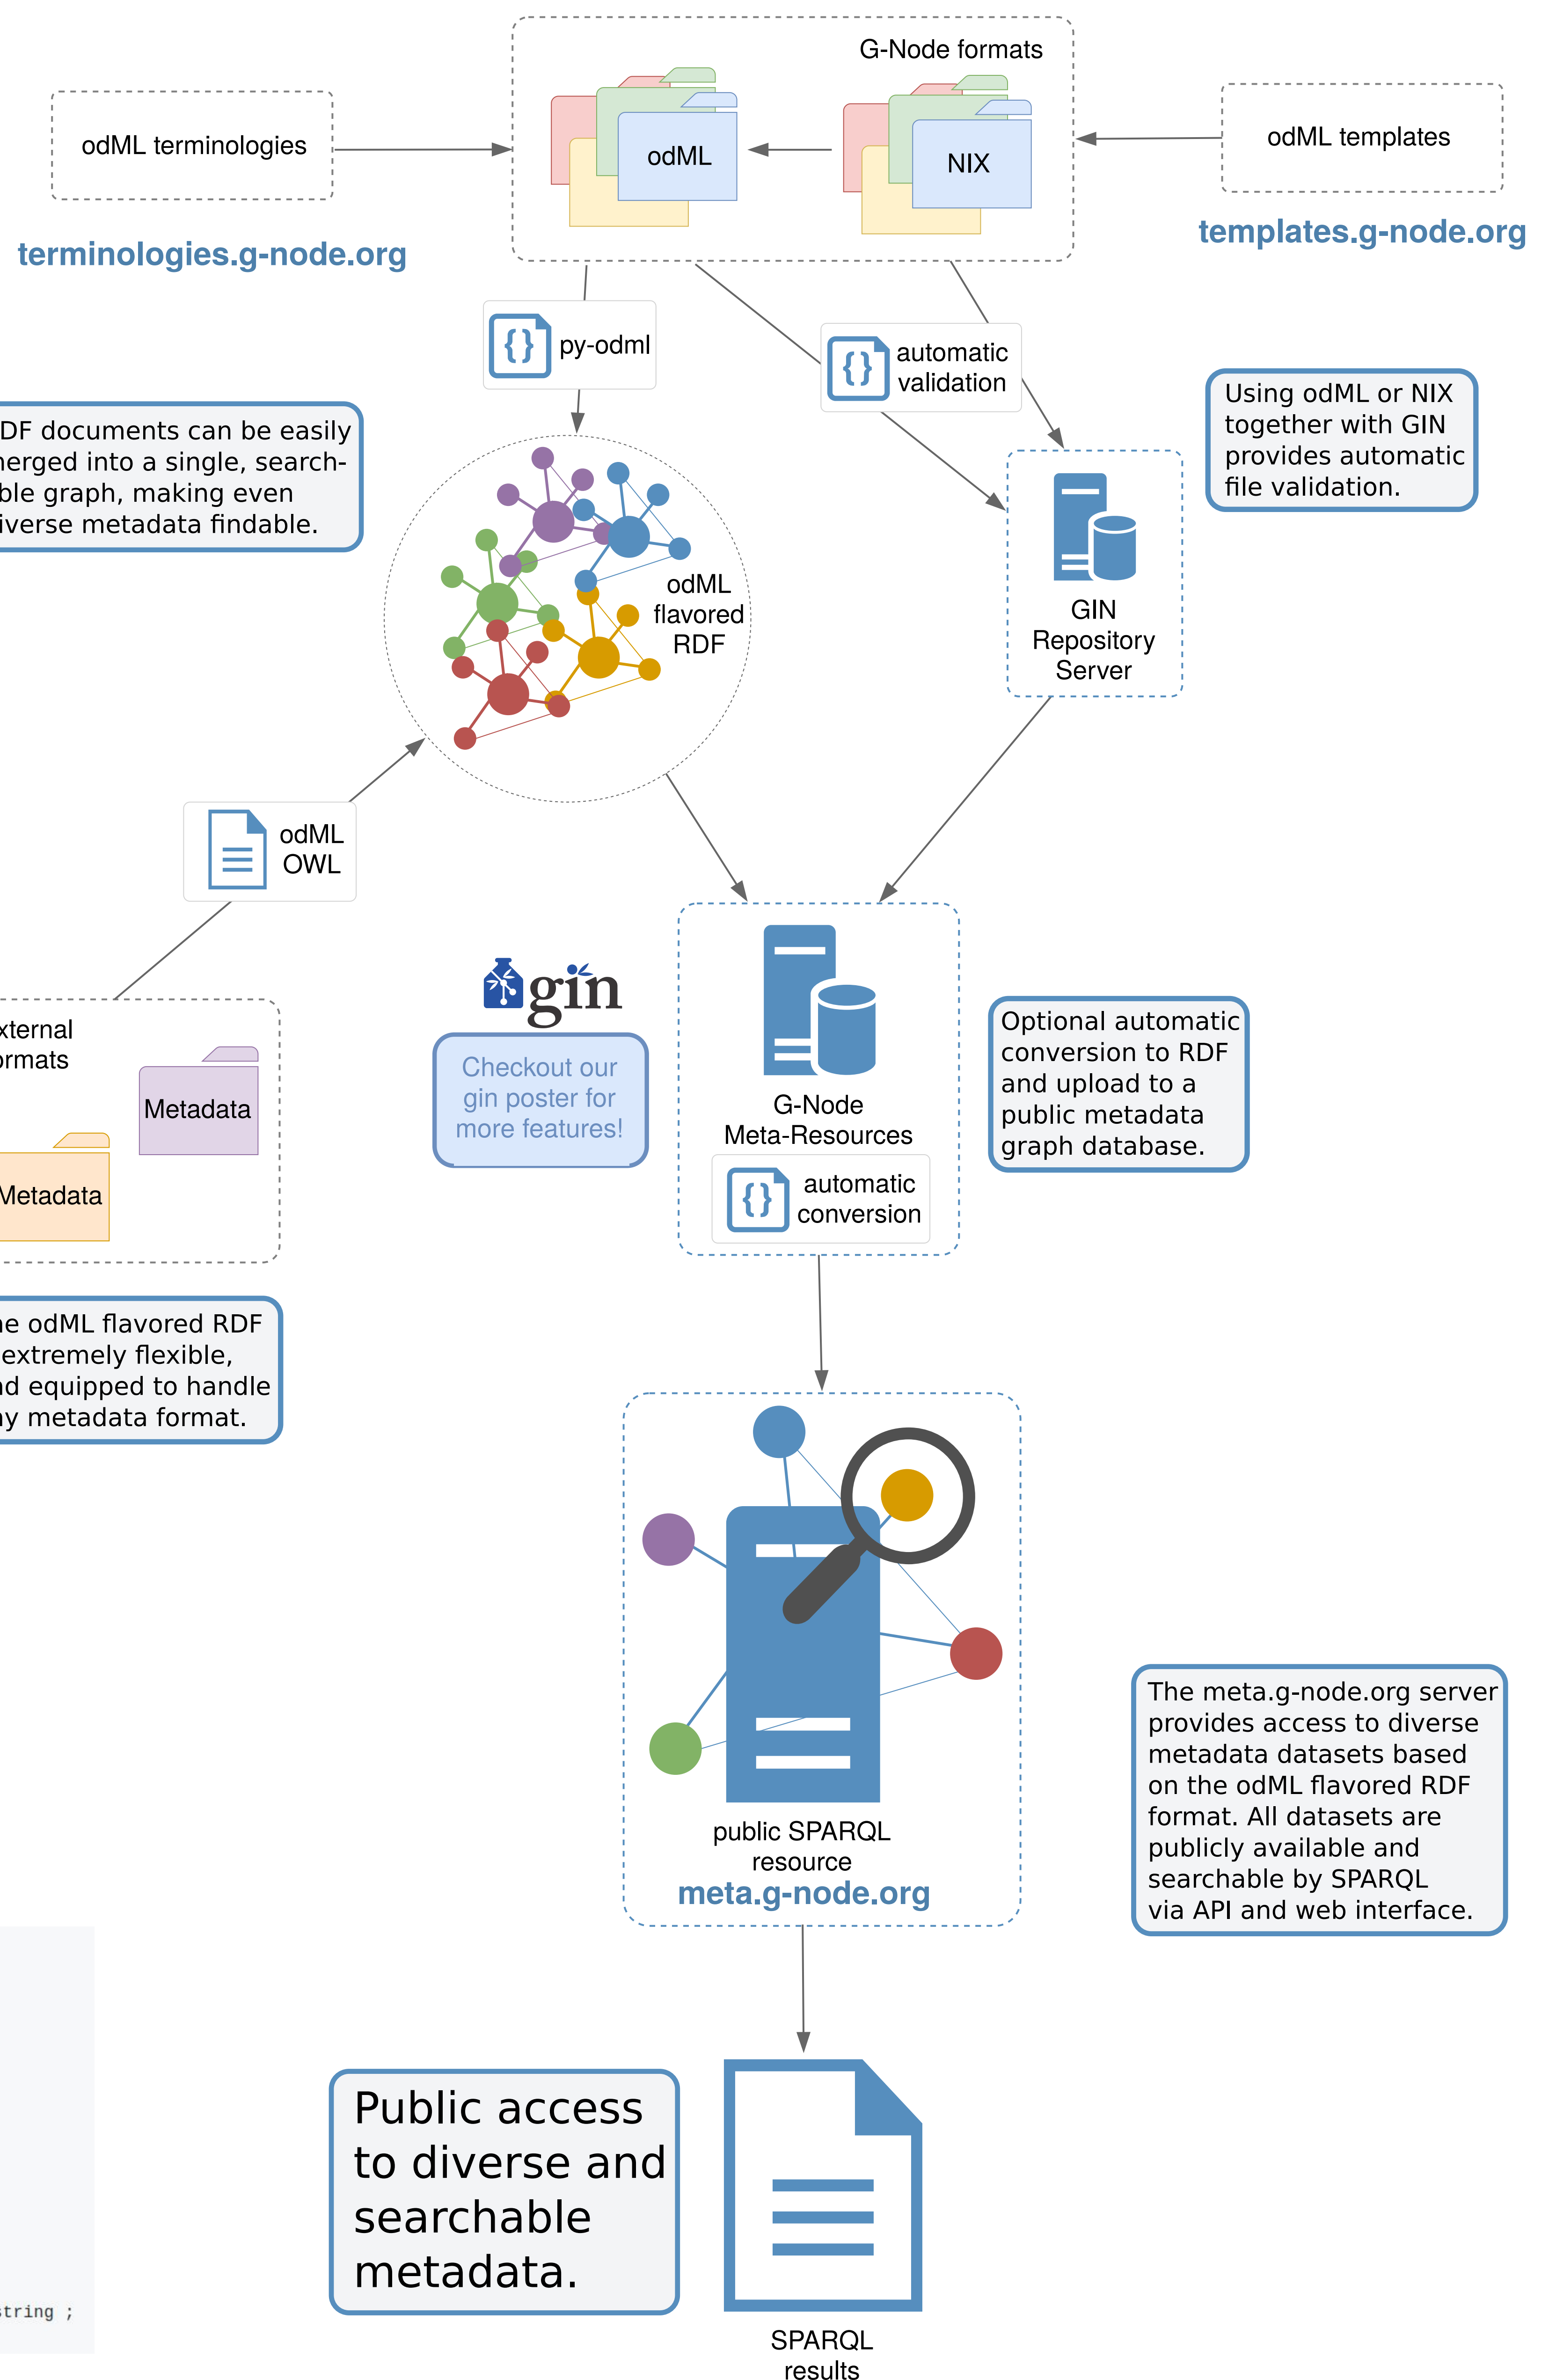 G-Node formats
odML terminologies
odML
NIX
odML templates
terminologies.g-node.org
templates.g-node.org
{}
py-odml
{}
automatic
validation
DF documents can be easily
erged into a single, search-
ble graph, making even
iverse metadata findable.
Using odML or NIX
together with GIN
provides automatic
file validation.
odML
flavored
RDF
GIN
Repository
Server
odML
OWL
gin
Checkout our
gin poster for
more features!
xternal
ormats
Metadata
Metadata
G-Node
Meta-Resources
{}
automatic
conversion
Optional automatic
conversion to RDF
and upload to a
public metadata
graph database.
e odML flavored RDF
extremely flexible,
d equipped to handle
y metadata format.
public SPARQL
resource
meta.g-node.org
The meta.g-node.org server
provides access to diverse
metadata datasets based
on the odML flavored RDF
format. All datasets are
publicly available and
searchable by SPARQL
via API and web interface.
Public access
to diverse and
searchable
metadata.
string ;
SPARQL
results